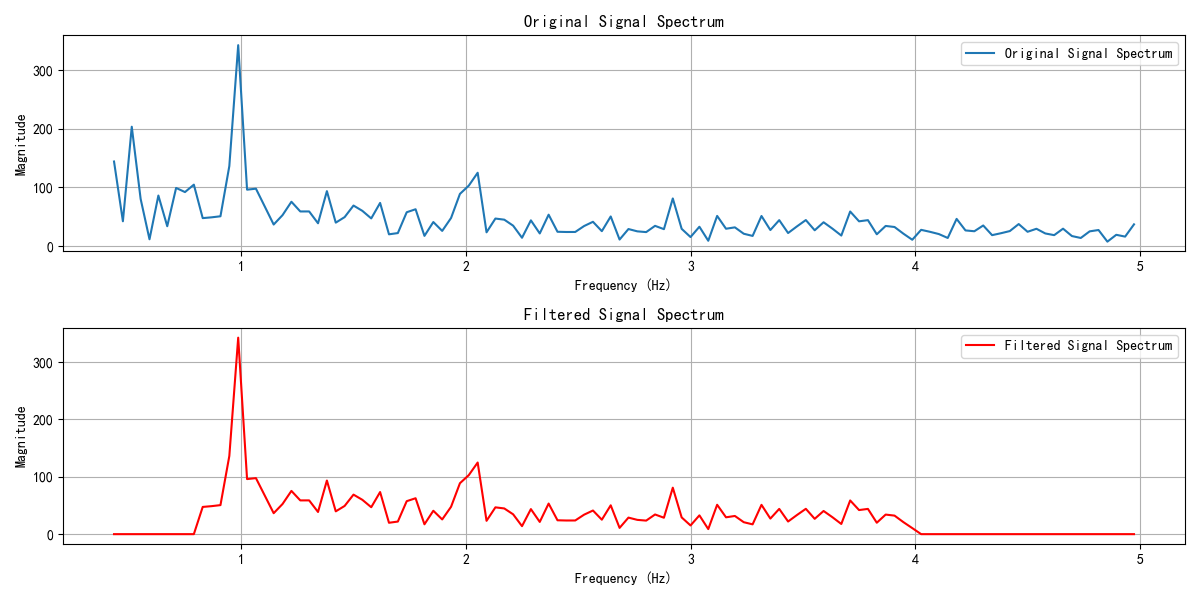 Original Signal Spectrum
Original Signal Spectrum
Magnitude
300
200
100
0
1
2
3
4
5
Frequency (Hz)
Filtered Signal Spectrum
Filtered Signal Spectrum
Magnitude
300
200
100
0
1
2
3
4
5
Frequency (Hz)